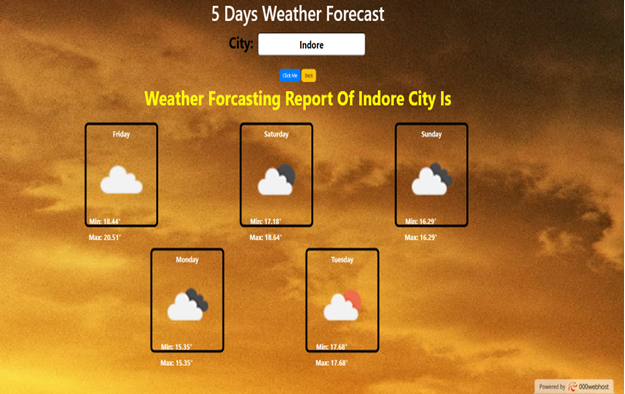 5 Days Weather Forecast
City: Indore
Click Me Back
Weather Forcasting Report Of Indore City Is
Friday
Min: 18.44°
Max: 20.51°
Saturday
Min: 17.18°
Max: 18.64°
Sunday
Min: 16.29°
Max: 16.29°
Monday
Min: 15.35°
Max: 15.35°
Tuesday
Min: 17.68°
Max: 17.68°
Powered by 000webhost